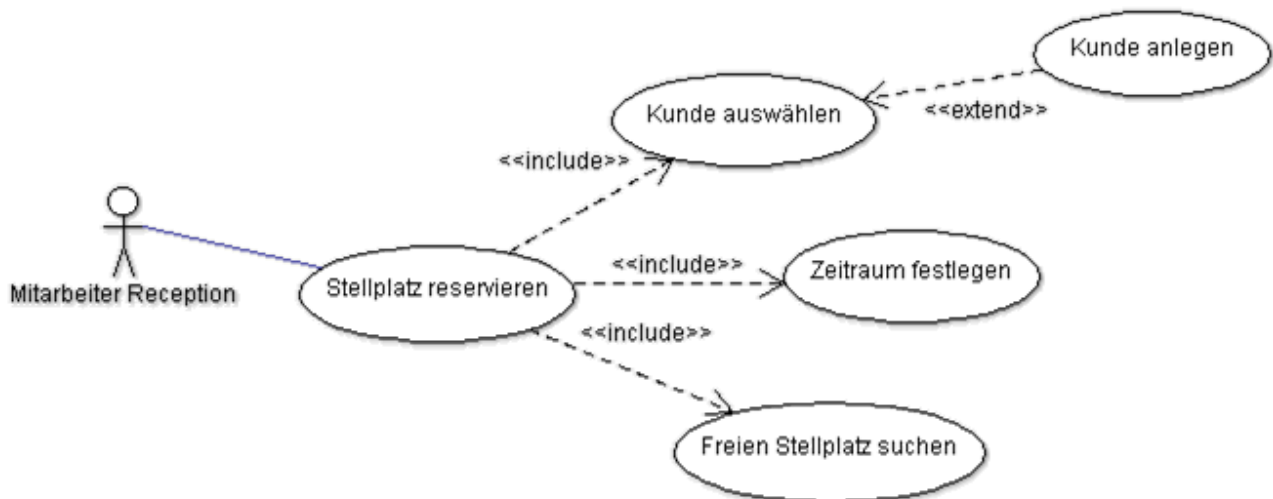 Kunde anlegen
Kunde auswählen
<<extend>>
<<include>>
Mitarbeiter Reception
Stellplatz reservieren
<<include>>
Zeitraum festlegen
<<include>>
Freien Stellplatz suchen